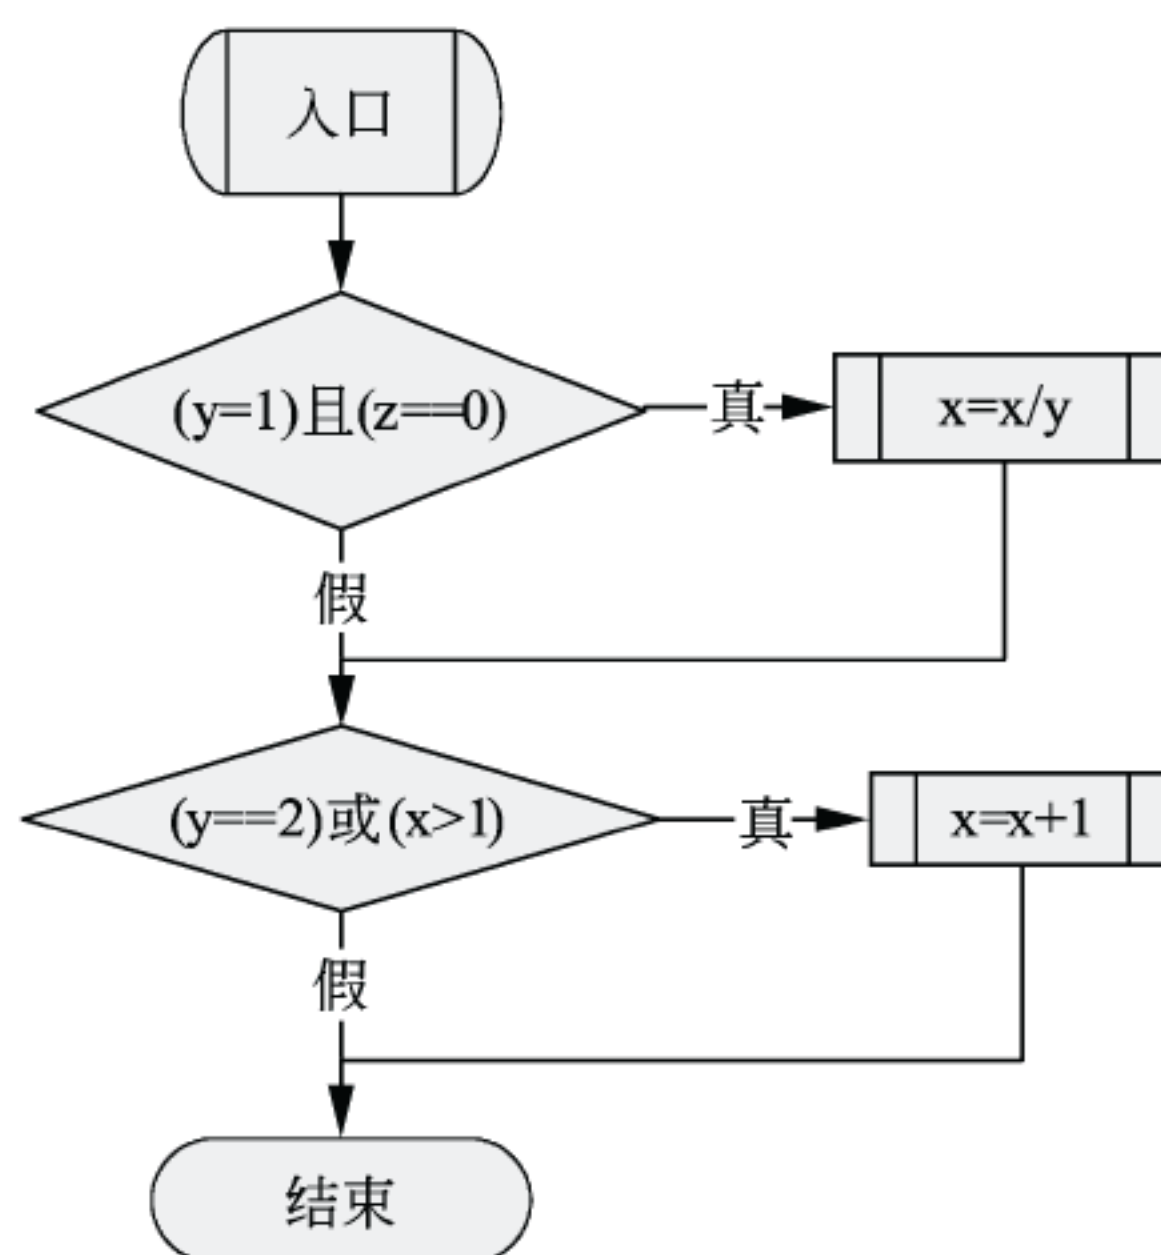 入口
(y=1)且(z==0)
真
x=x/y
假
(y==2)或(x>1)
真
x=x+1
假
结束